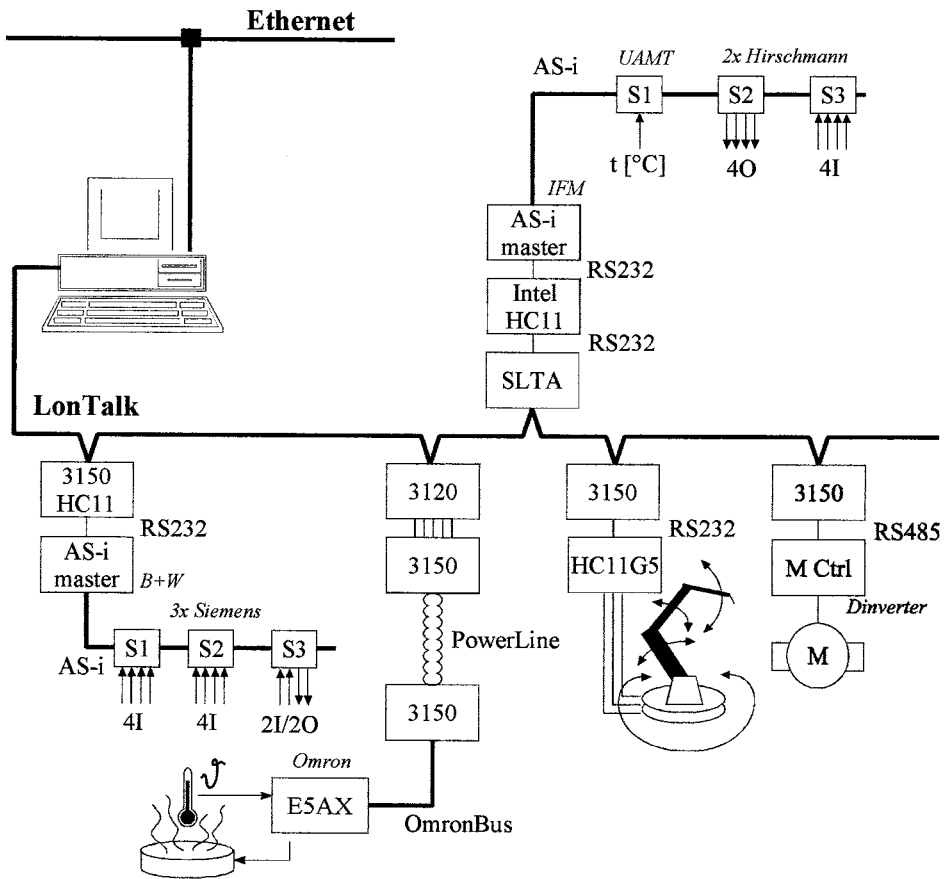 Ethernet
AS-i
UAMT
2x Hirschmann
S1
S2
S3
t [°C]
4O
4I
IFM
AS-i
master
RS232
Intel
HC11
RS232
SLTA
LonTalk
3150
HC11
RS232
AS-i
master
B+W
3x Siemens
AS-i
S1
S2
S3
4I
4I
2I/2O
3120
3150
PowerLine
3150
OmronBus
Omron
E5AX
ϑ
3150
RS232
HC11G5
3150
RS485
M Ctrl
Dinverter
M